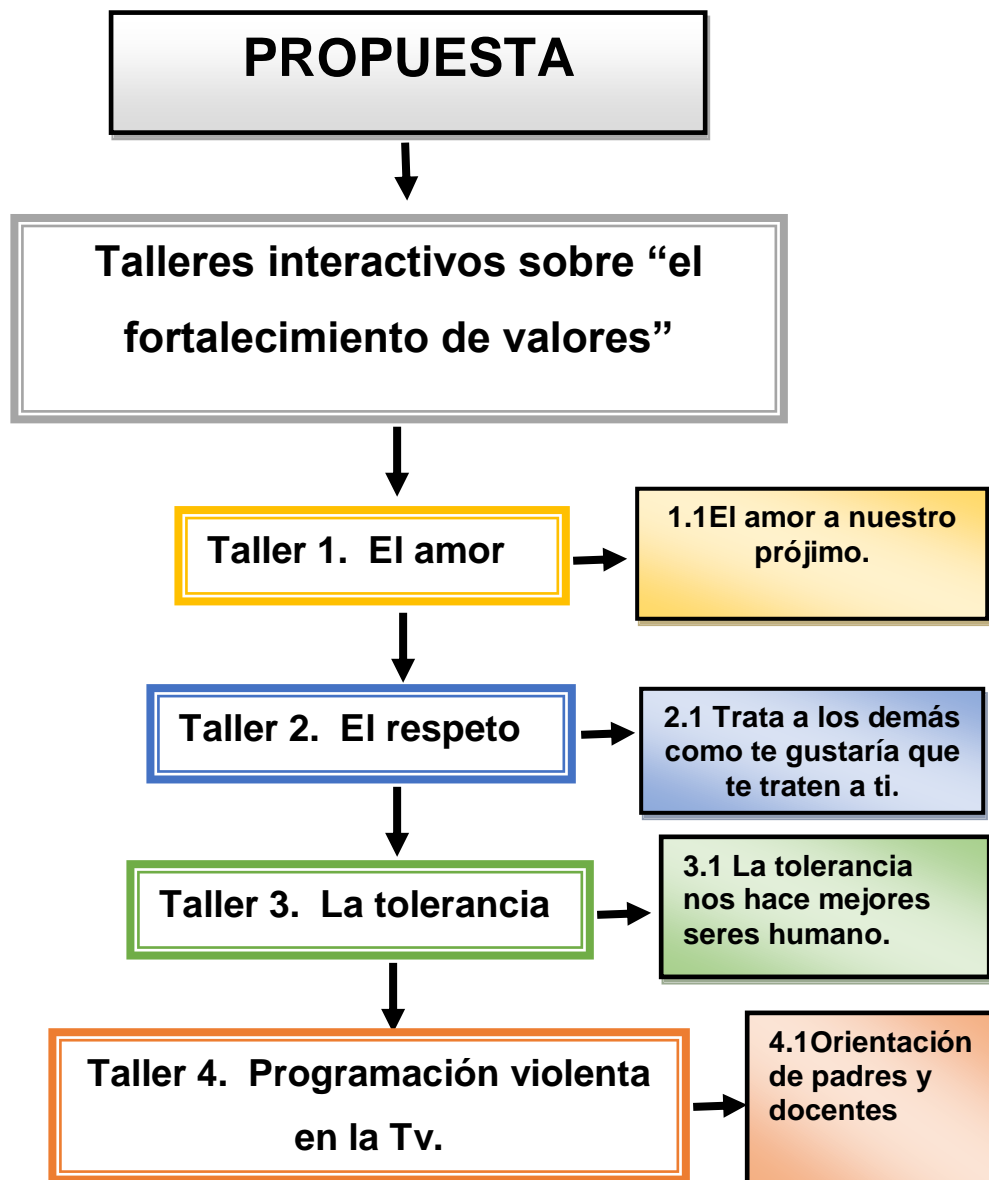 PROPUESTA
Talleres interactivos sobre “el
fortalecimiento de valores”
Taller 1.  El amor
1.1El amor a nuestro
prójimo.
Taller 2.  El respeto
2.1 Trata a los demás
como te gustaría que
te traten a ti.
Taller 3.  La tolerancia
3.1 La tolerancia
nos hace mejores
seres humano.
Taller 4.  Programación violenta
en la Tv.
4.1Orientación
de padres y
docentes